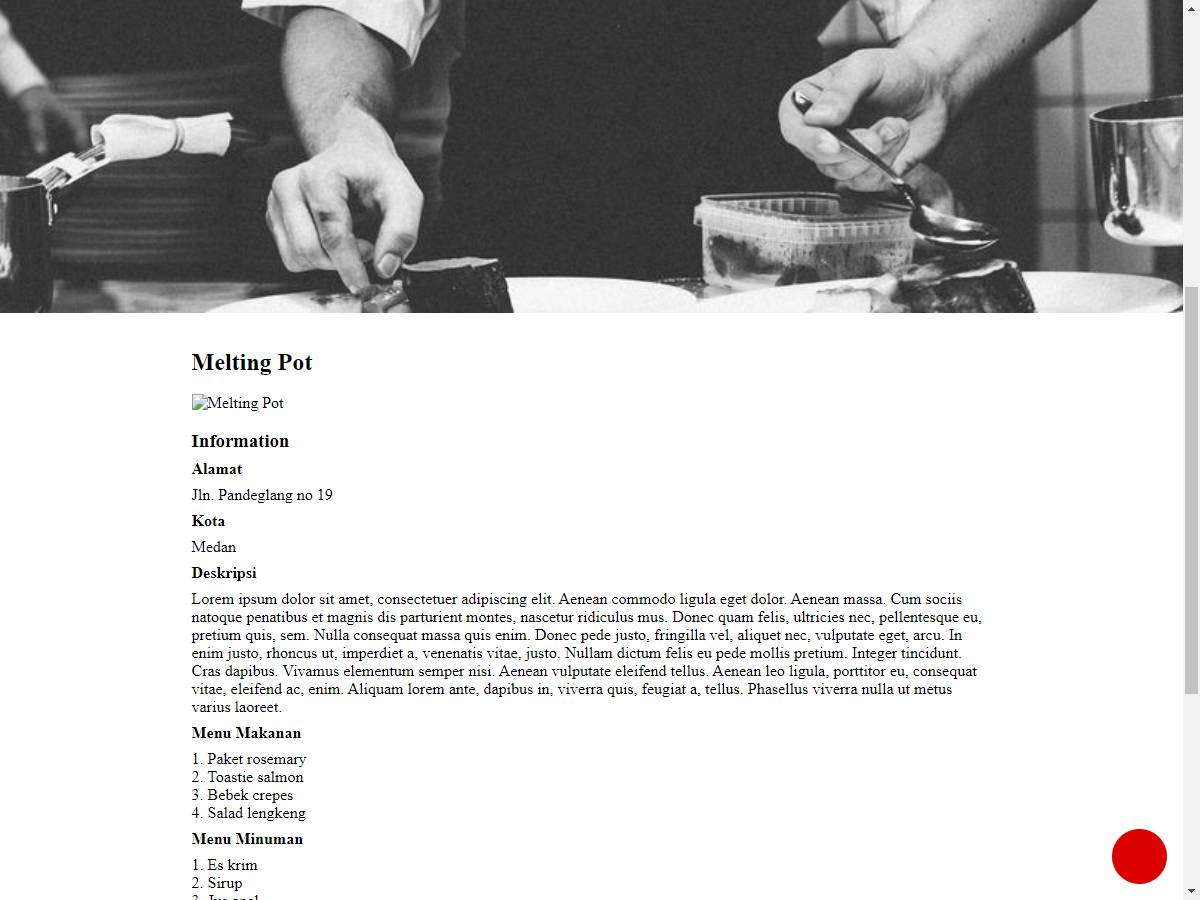 Melting Pot
Melting Pot
Information
Alamat
Jln. Pandeglang no 19
Kota
Medan
Deskripsi
Lorem ipsum dolor sit amet, consectetuer adipiscing elit. Aenean commodo ligula eget dolor. Aenean massa. Cum sociis
natoque penatibus et magnis dis parturient montes, nascetur ridiculus mus. Donec quam felis, ultricies nec, pellentesque eu,
pretium quis, sem. Nulla consequat massa quis enim. Donec pede justo, fringilla vel, aliquet nec, vulputate eget, arcu. In
enim justo, rhoncus ut, imperdiet a, venenatis vitae, justo. Nullam dictum felis eu pede mollis pretium. Integer tincidunt.
Cras dapibus. Vivamus elementum semper nisi. Aenean vulputate eleifend tellus. Aenean leo ligula, porttitor eu, consequat
vitae, eleifend ac, enim. Aliquam lorem ante, dapibus in, viverra quis, feugiat a, tellus. Phasellus viverra nulla ut metus
varius laoreet.
Menu Makanan
1. Paket rosemary
2. Toastie salmon
3. Bebek crepes
4. Salad lengkeng
Menu Minuman
1. Es krim
2. Sirup